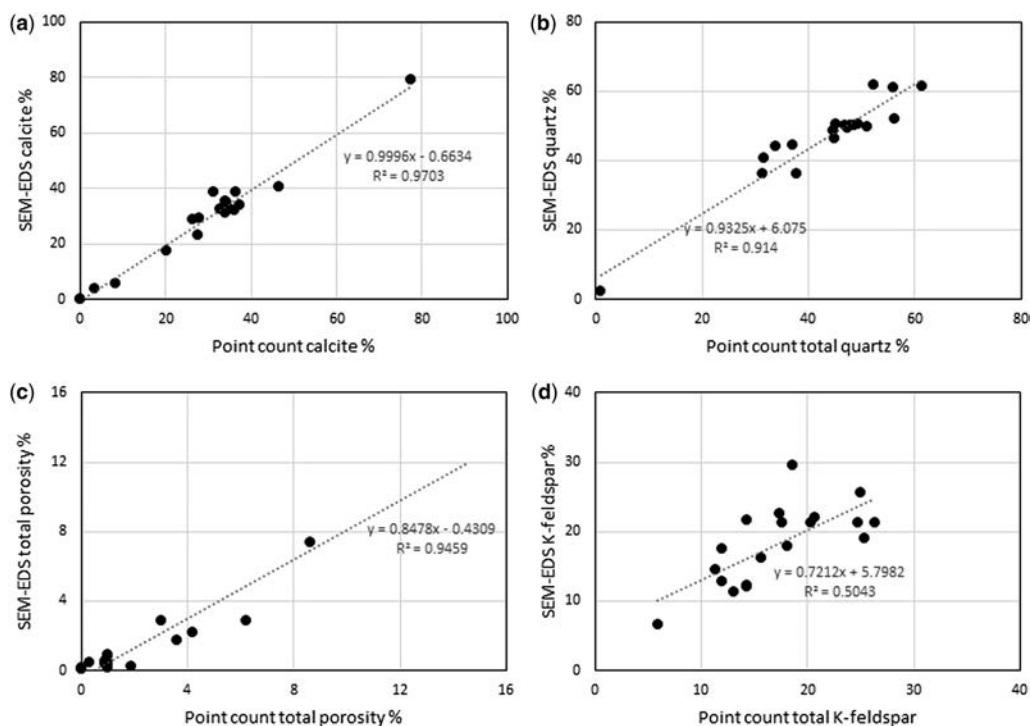 (a)
100
80
60
40
20
0
SEM-EDS calcite %
y = 0.9996x - 0.6634
R² = 0.9703
0 20 40 60 80 100
Point count calcite %
(b)
80
60
40
20
0
SEM-EDS quartz %
y = 0.9325x + 6.075
R² = 0.914
0 20 40 60 80
Point count total quartz %
(c)
16
12
8
4
0
SEM-EDS total porosity %
y = 0.8478x - 0.4309
R² = 0.9459
0 4 8 12 16
Point count total porosity %
(d)
40
30
20
10
0
SEM-EDS K-feldspar %
y = 0.7212x + 5.7982
R² = 0.5043
0 10 20 30 40
Point count total K-feldspar